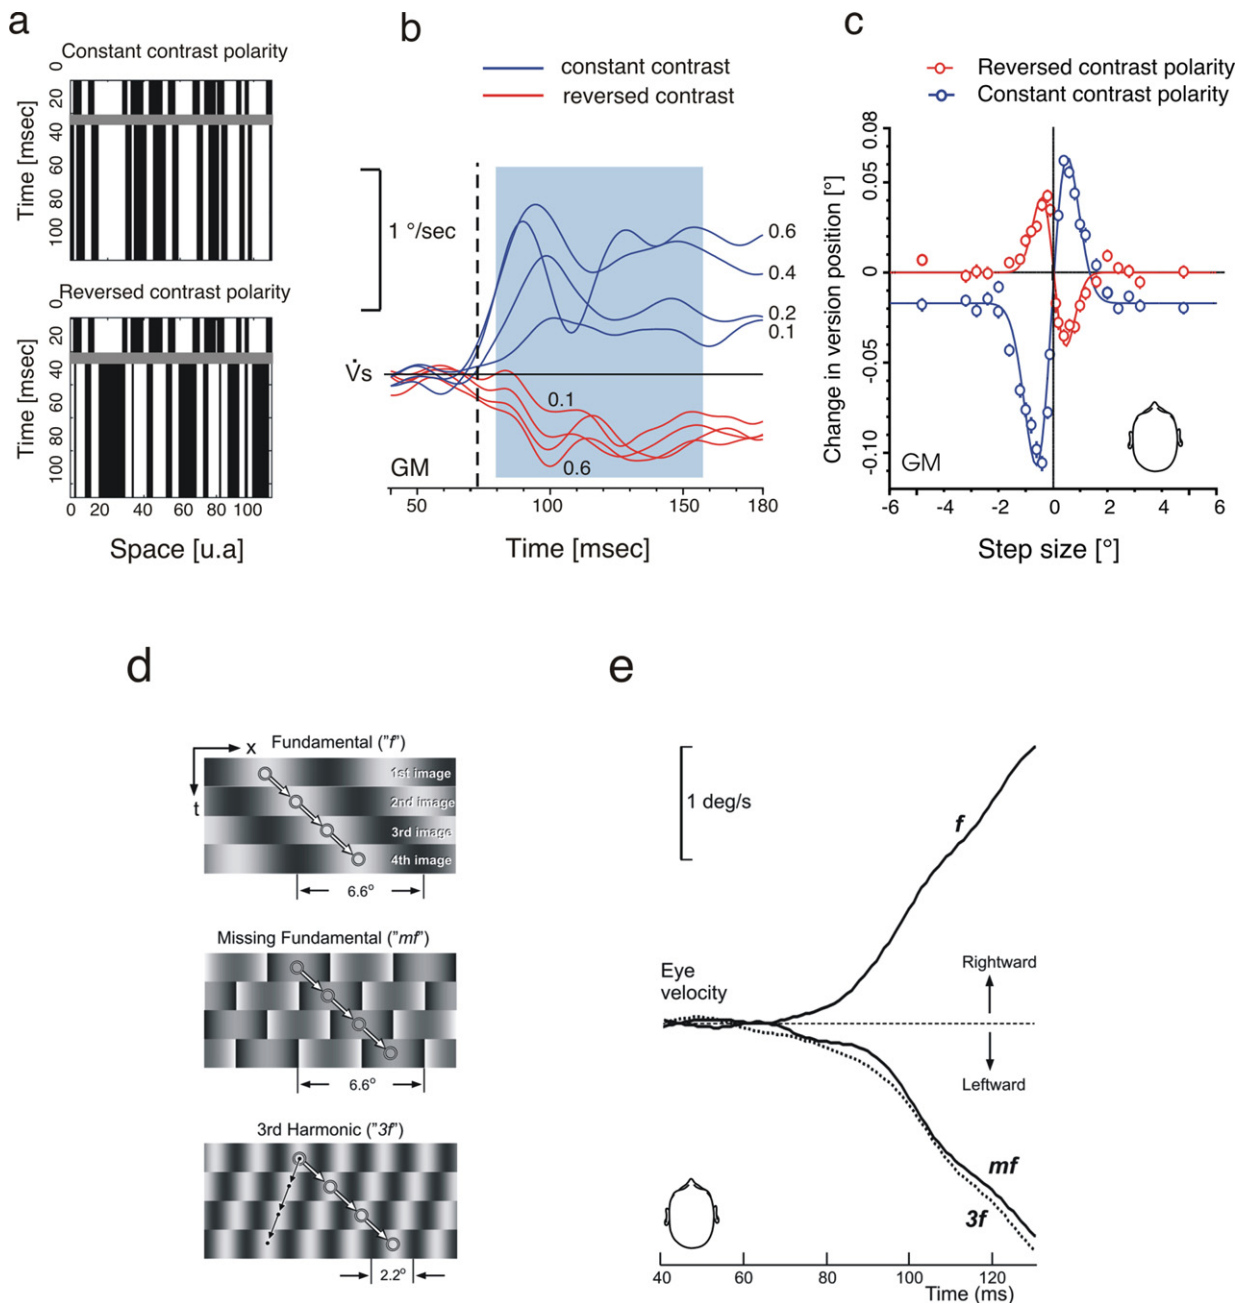 a
Constant contrast polarity
0
20
40
60
80
100
Time [msec]
Reversed contrast polarity
0
20
40
60
80
100
Time [msec]
0 20 40 60 80 100
Space [u.a]
b
constant contrast
reversed contrast
1 °/sec
0.6
0.4
0.2
0.1
V̇s
0.1
0.6
GM
50 100 150 180
Time [msec]
c
Reversed contrast polarity
Constant contrast polarity
Change in version position [°]
0.08
0.05
0
-0.05
-0.10
GM
-6 -4 -2 0 2 4 6
Step size [°]
d
x
t
Fundamental ("f")
1st image
2nd image
3rd image
4th image
6.6°
Missing Fundamental ("mf")
6.6°
3rd Harmonic ("3f")
2.2°
e
1 deg/s
f
Eye
velocity
Rightward
Leftward
mf
3f
40 60 80 100 120
Time (ms)